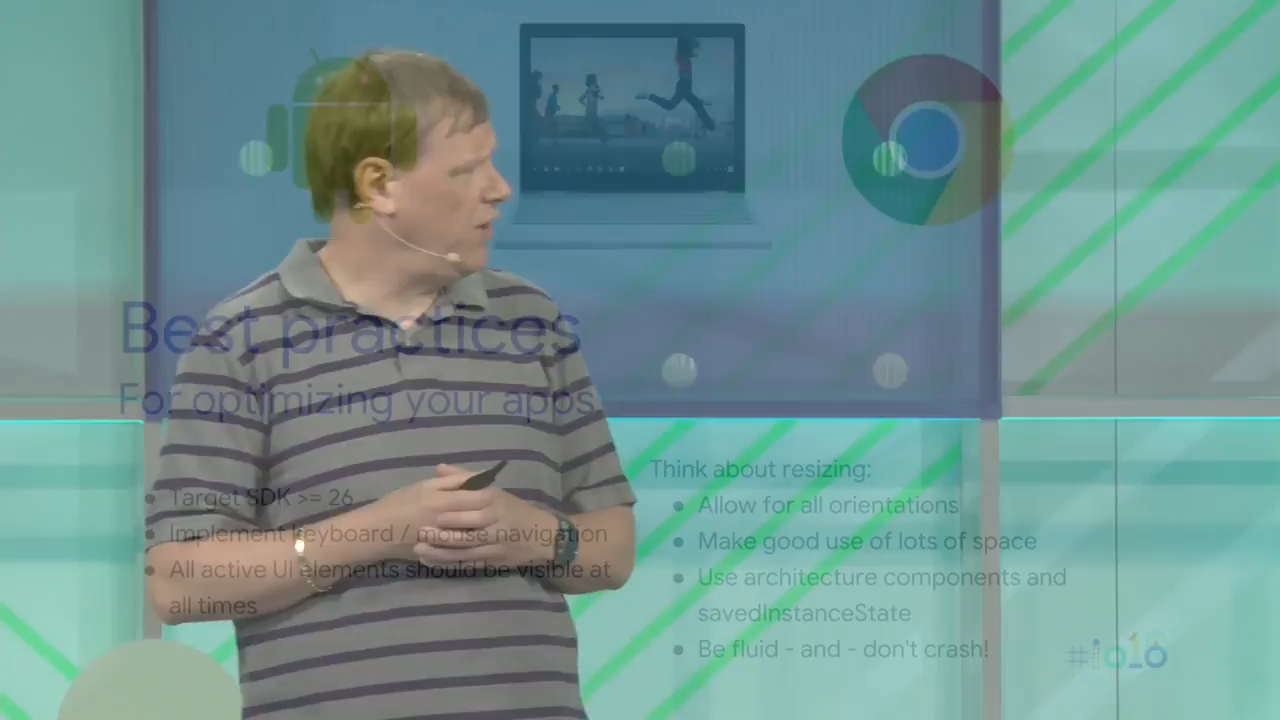 Best practices
For optimizing your apps
Target SDK >= 26
Implement keyboard / mouse navigation
All active UI elements should be visible at
all times
Think about resizing:
Allow for all orientations
Make good use of lots of space
Use architecture components and
savedInstanceState
Be fluid - and - don't crash!
#io18